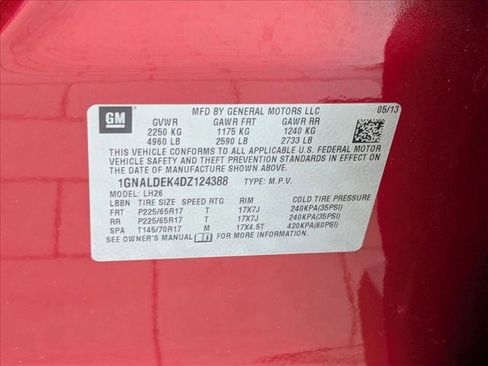 GM
MFD BY GENERAL MOTORS LLC 05/13
GVWR GAWR FRT GAWR RR
2250 KG 1175 KG 1240 KG
4960 LB 2590 LB 2733 LB
THIS VEHICLE CONFORMS TO ALL APPLICABLE U.S. FEDERAL MOTOR
VEHICLE SAFETY AND THEFT PREVENTION STANDARDS IN EFFECT
ON THE DATE OF MANUFACTURE SHOWN ABOVE.
1GNALDEK4DZ124388 TYPE: M.P.V.
MODEL: LH26
LBBN TIRE SIZE SPEED RTG RIM COLD TIRE PRESSURE
FRT P225/65R17 T 17X7J 240KPA(35PSI)
RR P225/65R17 T 17X7J 240KPA(35PSI)
SPA T145/70R17 M 17X4.5T 420KPA(60PSI)
SEE OWNER'S MANUAL FOR MORE INFORMATION.